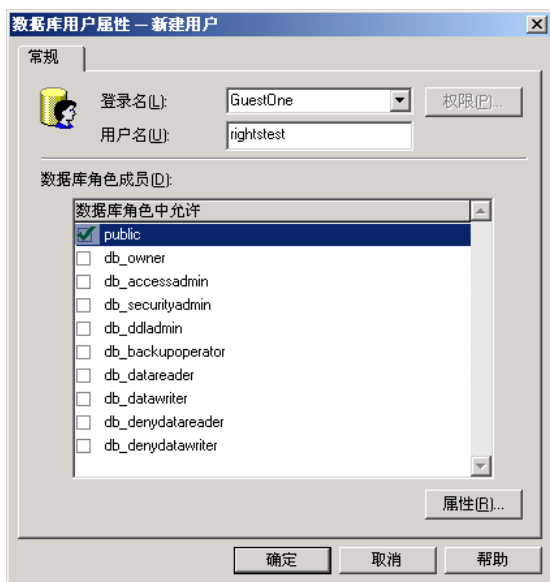 数据库用户属性 — 新建用户
常规
登录名(L): GuestOne 权限(P)...
用户名(U): rightstest
数据库角色成员(D):
数据库角色中允许
public
db_owner
db_accessadmin
db_securityadmin
db_ddladmin
db_backupoperator
db_datareader
db_datawriter
db_denydatareader
db_denydatawriter
属性(R)...
确定 取消 帮助